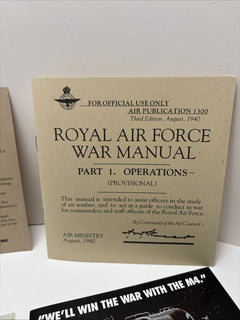 FOR OFFICIAL USE ONLY
AIR PUBLICATION 1300
Third Edition, August, 1940
ROYAL AIR FORCE
WAR MANUAL
PART 1. OPERATIONS—
(PROVISIONAL)
This manual is intended to assist officers in the study
of air warfare, and to act as a guide to conduct in war
for commanders and staff officers of the Royal Air Force.
By Command of the Air Council:
AIR MINISTRY
August, 1940
"WE'LL WIN THE WAR WITH THE M4."